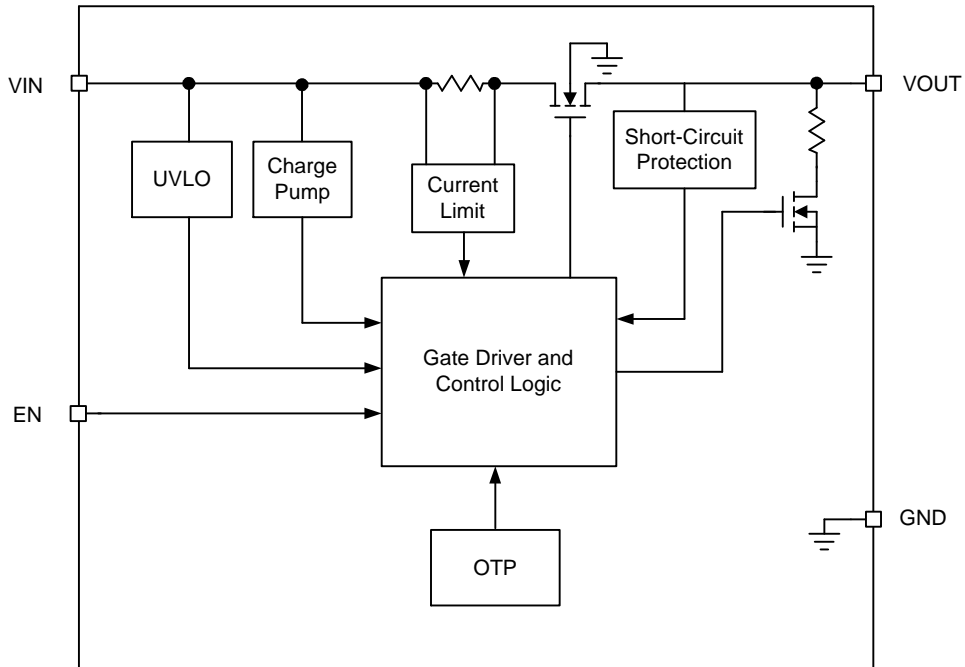 VIN
VOUT
UVLO
Charge
Pump
Current
Limit
Short-Circuit
Protection
Gate Driver and
Control Logic
EN
GND
OTP